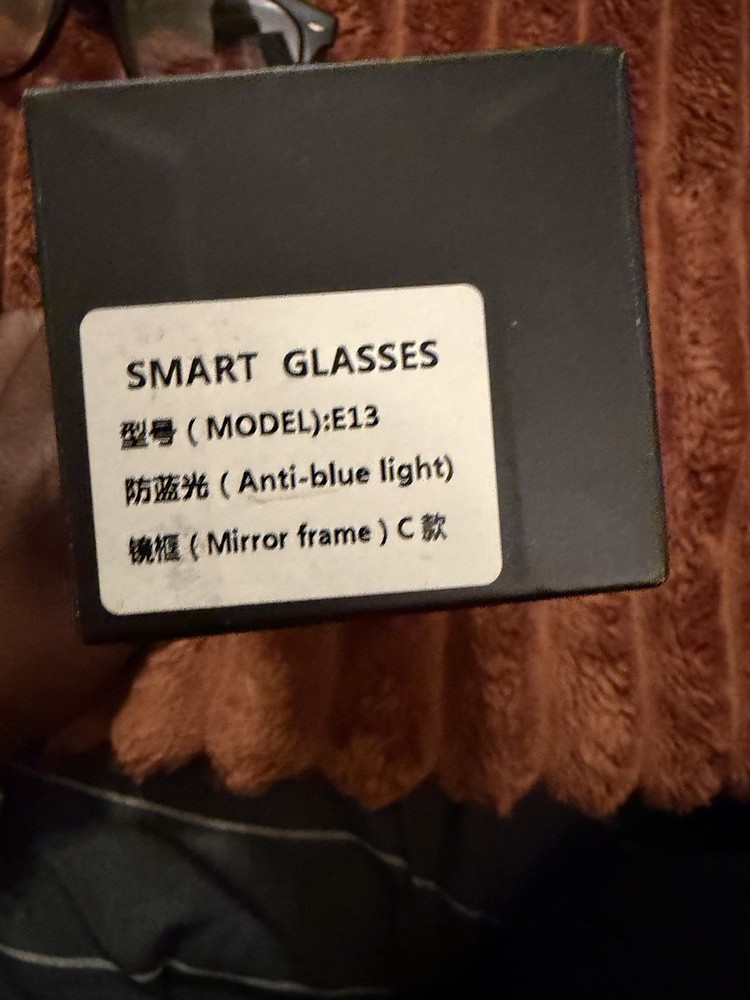 SMART GLASSES
型号 ( MODEL):E13
防蓝光 ( Anti-blue light)
镜框 ( Mirror frame ) C 款